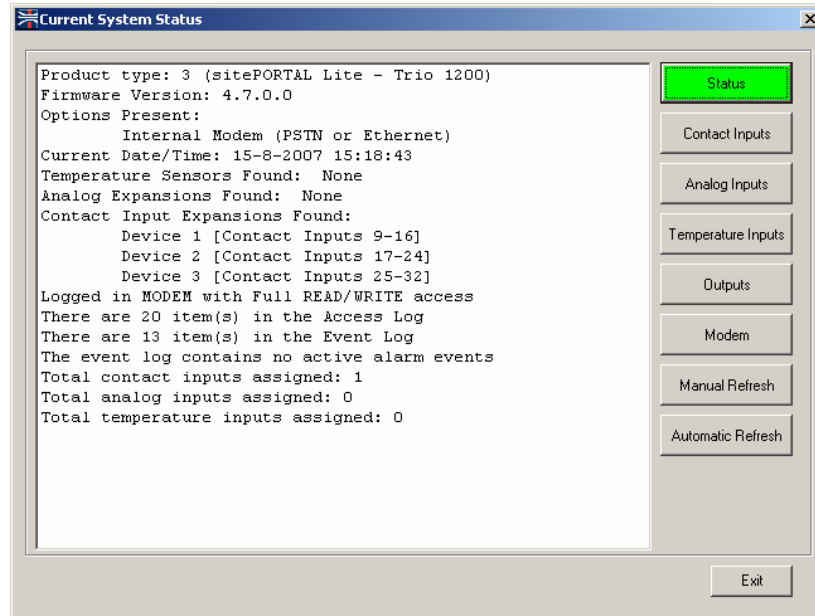 Current System Status
Product type: 3 (sitePORTAL Lite - Trio 1200)
Firmware Version: 4.7.0.0
Options Present:
Internal Modem (PSTN or Ethernet)
Current Date/Time: 15-8-2007 15:18:43
Temperature Sensors Found: None
Analog Expansions Found: None
Contact Input Expansions Found:
Device 1 [Contact Inputs 9-16]
Device 2 [Contact Inputs 17-24]
Device 3 [Contact Inputs 25-32]
Logged in MODEM with Full READ/WRITE access
There are 20 item(s) in the Access Log
There are 13 item(s) in the Event Log
The event log contains no active alarm events
Total contact inputs assigned: 1
Total analog inputs assigned: 0
Total temperature inputs assigned: 0
Status
Contact Inputs
Analog Inputs
Temperature Inputs
Outputs
Modem
Manual Refresh
Automatic Refresh
Exit